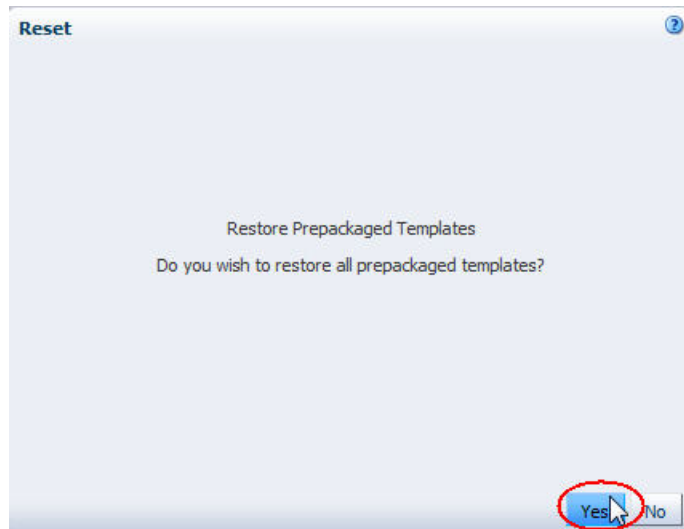 Reset
?
Restore Prepackaged Templates
Do you wish to restore all prepackaged templates?
Yes No